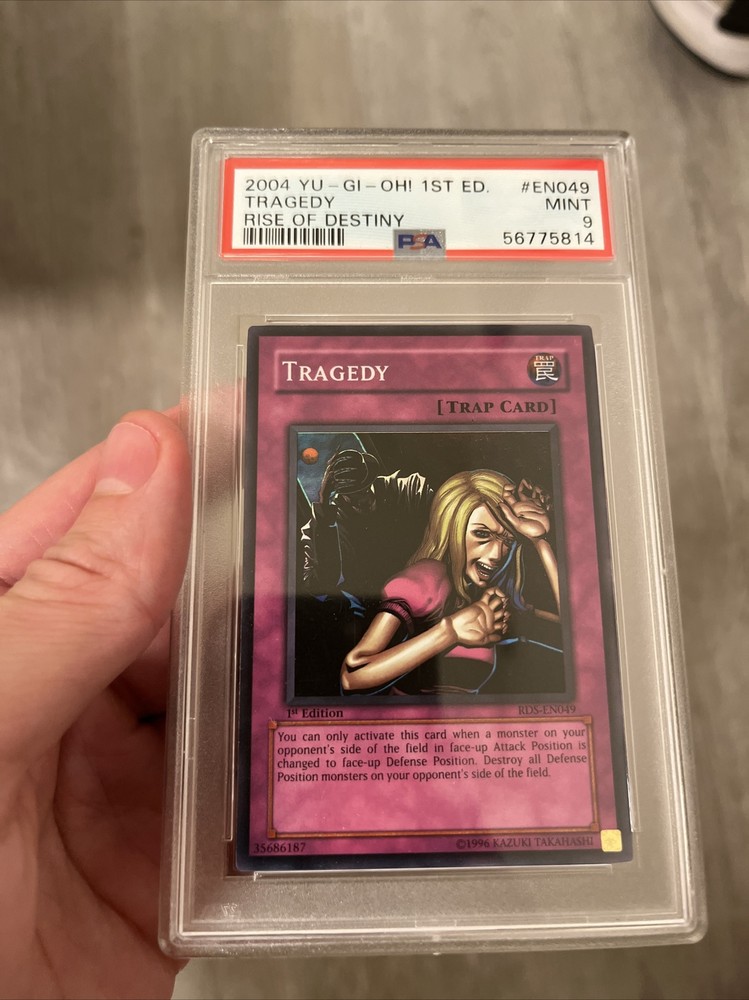 2004 YU-GI-OH! 1ST ED. #EN049
TRAGEDY MINT
RISE OF DESTINY 9
PSA 56775814
TRAGEDY
TRAP
罠
[TRAP CARD]
1st Edition RDS-EN049
You can only activate this card when a monster on your
opponent's side of the field in face-up Attack Position is
changed to face-up Defense Position. Destroy all Defense
Position monsters on your opponent's side of the field.
35686187 ©1996 KAZUKI TAKAHASHI